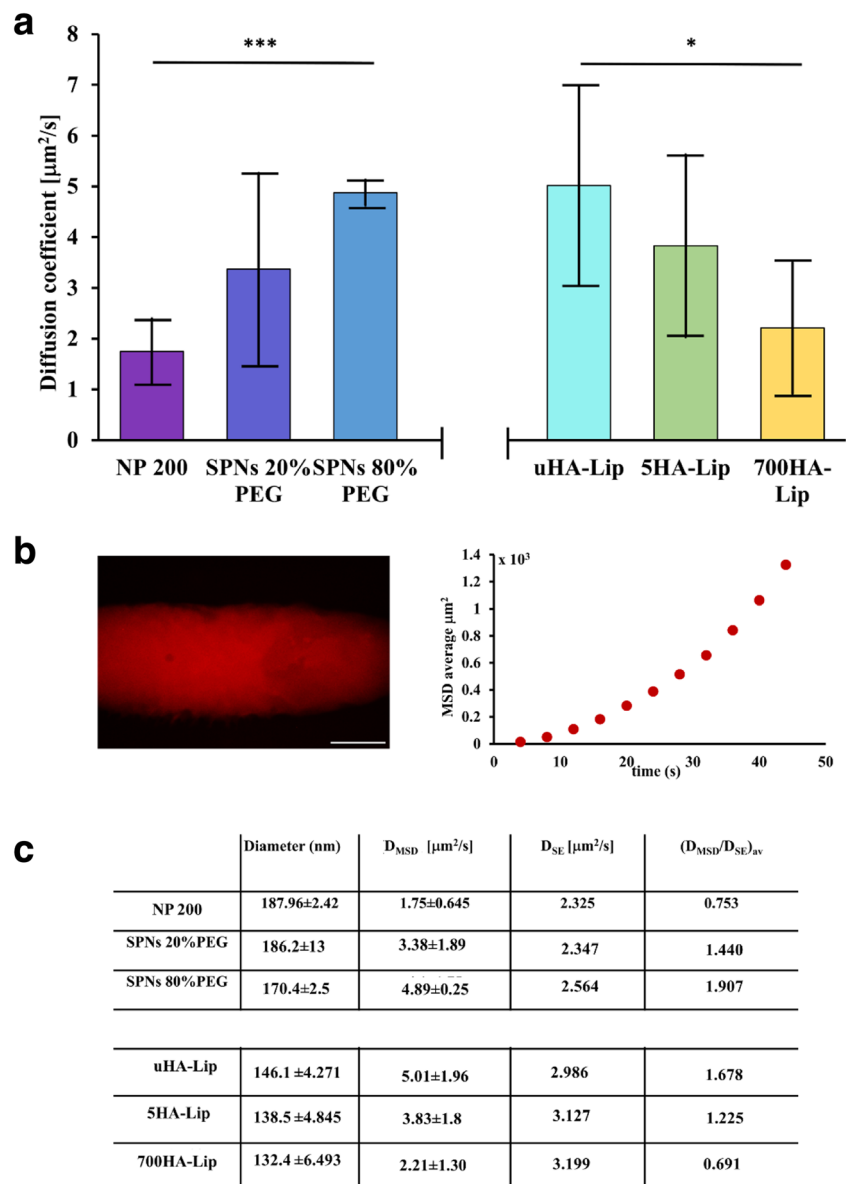 a
8
7
6
5
4
3
2
1
0
Diffusion coefficient [μm²/s]
***
*
NP 200
SPNs 20% PEG
SPNs 80% PEG
uHA-Lip
5HA-Lip
700HA-Lip
b
1.4
1.2
1
0.8
0.6
0.4
0.2
0
x 10³
MSD average μm²
0 10 20 30 40 50
time (s)
c
Diameter (nm) D_MSD [μm²/s] D_SE [μm²/s] (D_MSD/D_SE)_av
NP 200 187.96±2.42 1.75±0.645 2.325 0.753
SPNs 20%PEG 186.2±13 3.38±1.89 2.347 1.440
SPNs 80%PEG 170.4±2.5 4.89±0.25 2.564 1.907
uHA-Lip 146.1 ±4.271 5.01±1.96 2.986 1.678
5HA-Lip 138.5 ±4.845 3.83±1.8 3.127 1.225
700HA-Lip 132.4 ±6.493 2.21±1.30 3.199 0.691